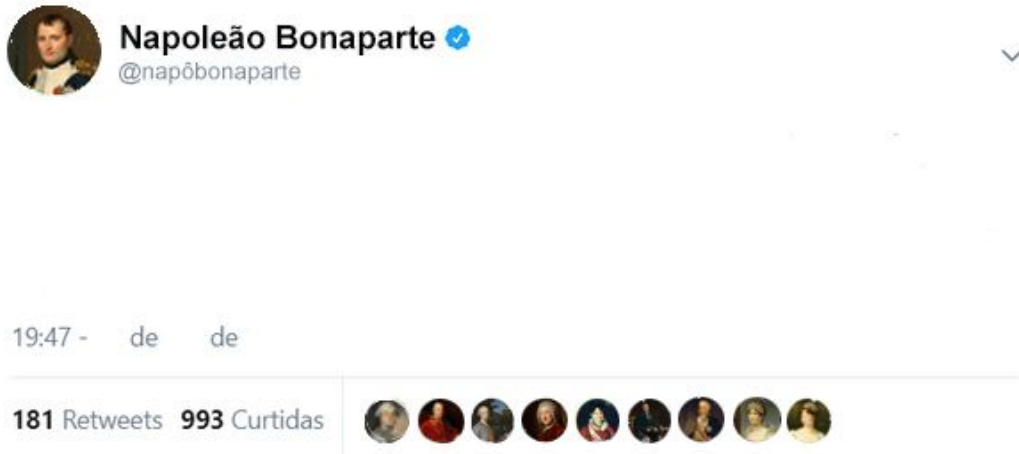 Napoleão Bonaparte
@napôbonaparte
19:47 - de de
181 Retweets 993 Curtidas